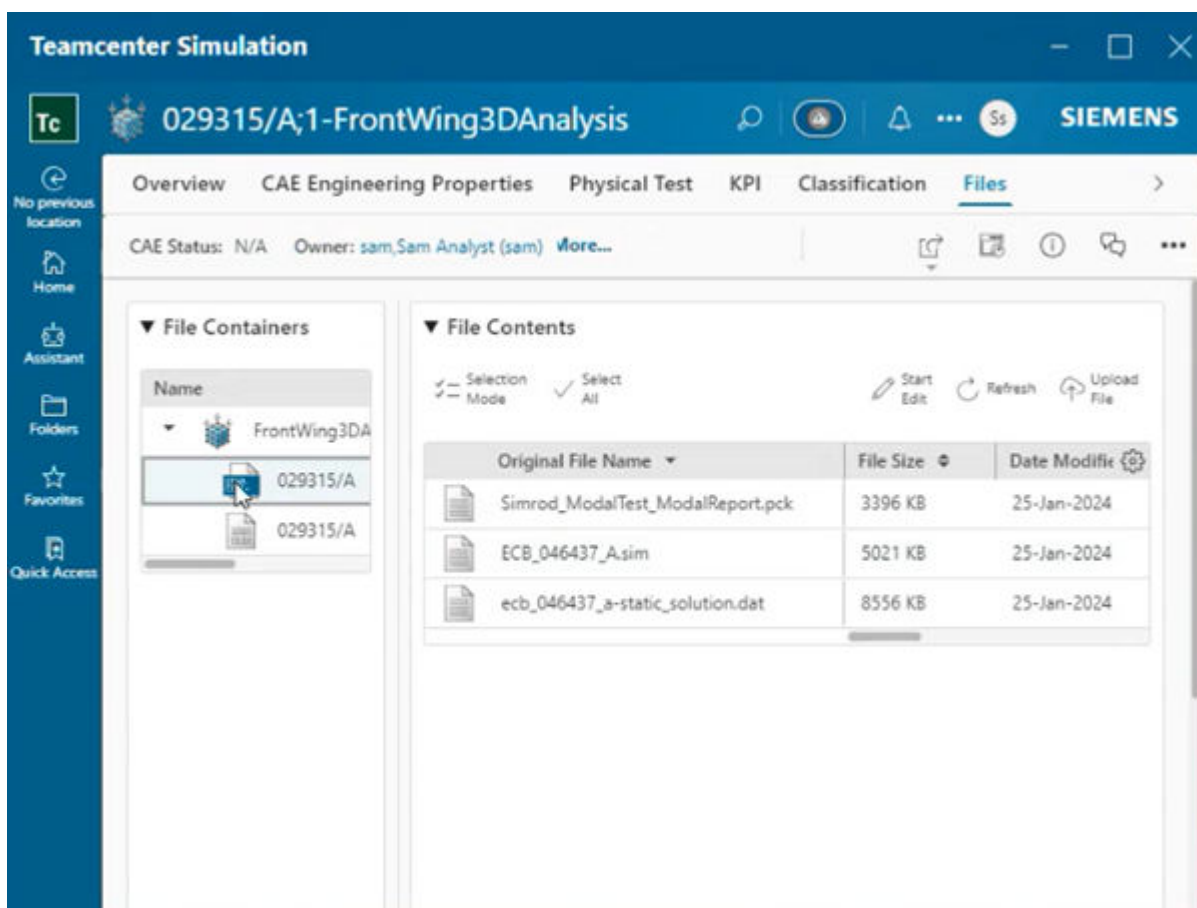 Teamcenter Simulation
Tc
029315/A;1-FrontWing3DAnalysis
Ss
SIEMENS
No previous
location
Home
Assistant
Folders
Favorites
Quick Access
Overview CAE Engineering Properties Physical Test KPI Classification Files
CAE Status: N/A Owner: sam,Sam Analyst (sam) More...
File Containers
Name
FrontWing3DA
029315/A
029315/A
File Contents
Selection
Mode
Select
All
Start
Edit
Refresh
Upload
File
Original File Name File Size Date Modifie
Simrod_ModalTest_ModalReport.pck 3396 KB 25-Jan-2024
ECB_046437_A.sim 5021 KB 25-Jan-2024
ecb_046437_a-static_solution.dat 8556 KB 25-Jan-2024